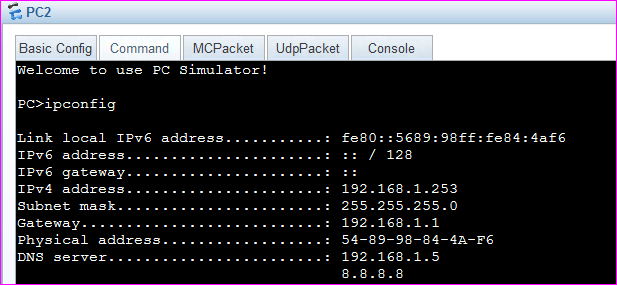 PC2
Basic Config Command MCPacket UdpPacket Console
Welcome to use PC Simulator!
PC>ipconfig
Link local IPv6 address...........: fe80::5689:98ff:fe84:4af6
IPv6 address......................: :: / 128
IPv6 gateway......................: ::
IPv4 address......................: 192.168.1.253
Subnet mask.......................: 255.255.255.0
Gateway...........................: 192.168.1.1
Physical address..................: 54-89-98-84-4A-F6
DNS server........................: 192.168.1.5
8.8.8.8